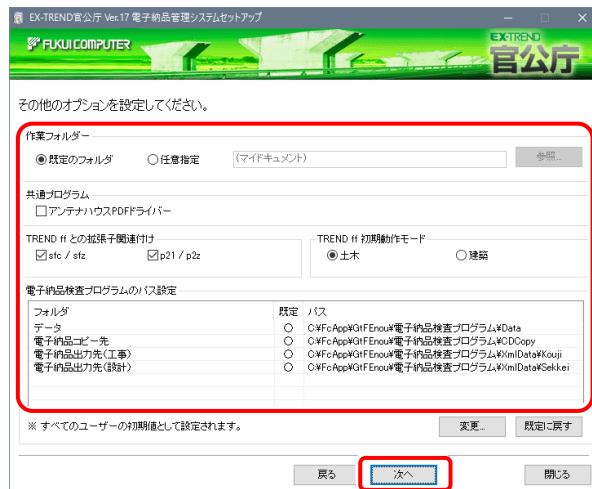 EX-TREND官公庁 Ver.17 電子納品管理システムセットアップ
FUKUI COMPUTER
EX-TREND
官公庁
その他のオプションを設定してください。
作業フォルダー
既定のフォルダ 任意指定 (マイドキュメント) 参照...
共通プログラム
アンテナハウスPDFドライバー
TREND ff との拡張子関連付け TREND ff 初期動作モード
sfc / sfz p21 / p2z 土木 建築
電子納品検査プログラムのパス設定
フォルダ 既定 パス
データ ○ C:¥FcApp¥GtFEnou¥電子納品検査プログラム¥Data
電子納品コピー先 ○ C:¥FcApp¥GtFEnou¥電子納品検査プログラム¥CDCopy
電子納品出力先(工事) ○ C:¥FcApp¥GtFEnou¥電子納品検査プログラム¥XmlData¥Kouji
電子納品出力先(設計) ○ C:¥FcApp¥GtFEnou¥電子納品検査プログラム¥XmlData¥Sekkei
※ すべてのユーザーの初期値として設定されます。 変更... 既定に戻す
戻る 次へ 閉じる